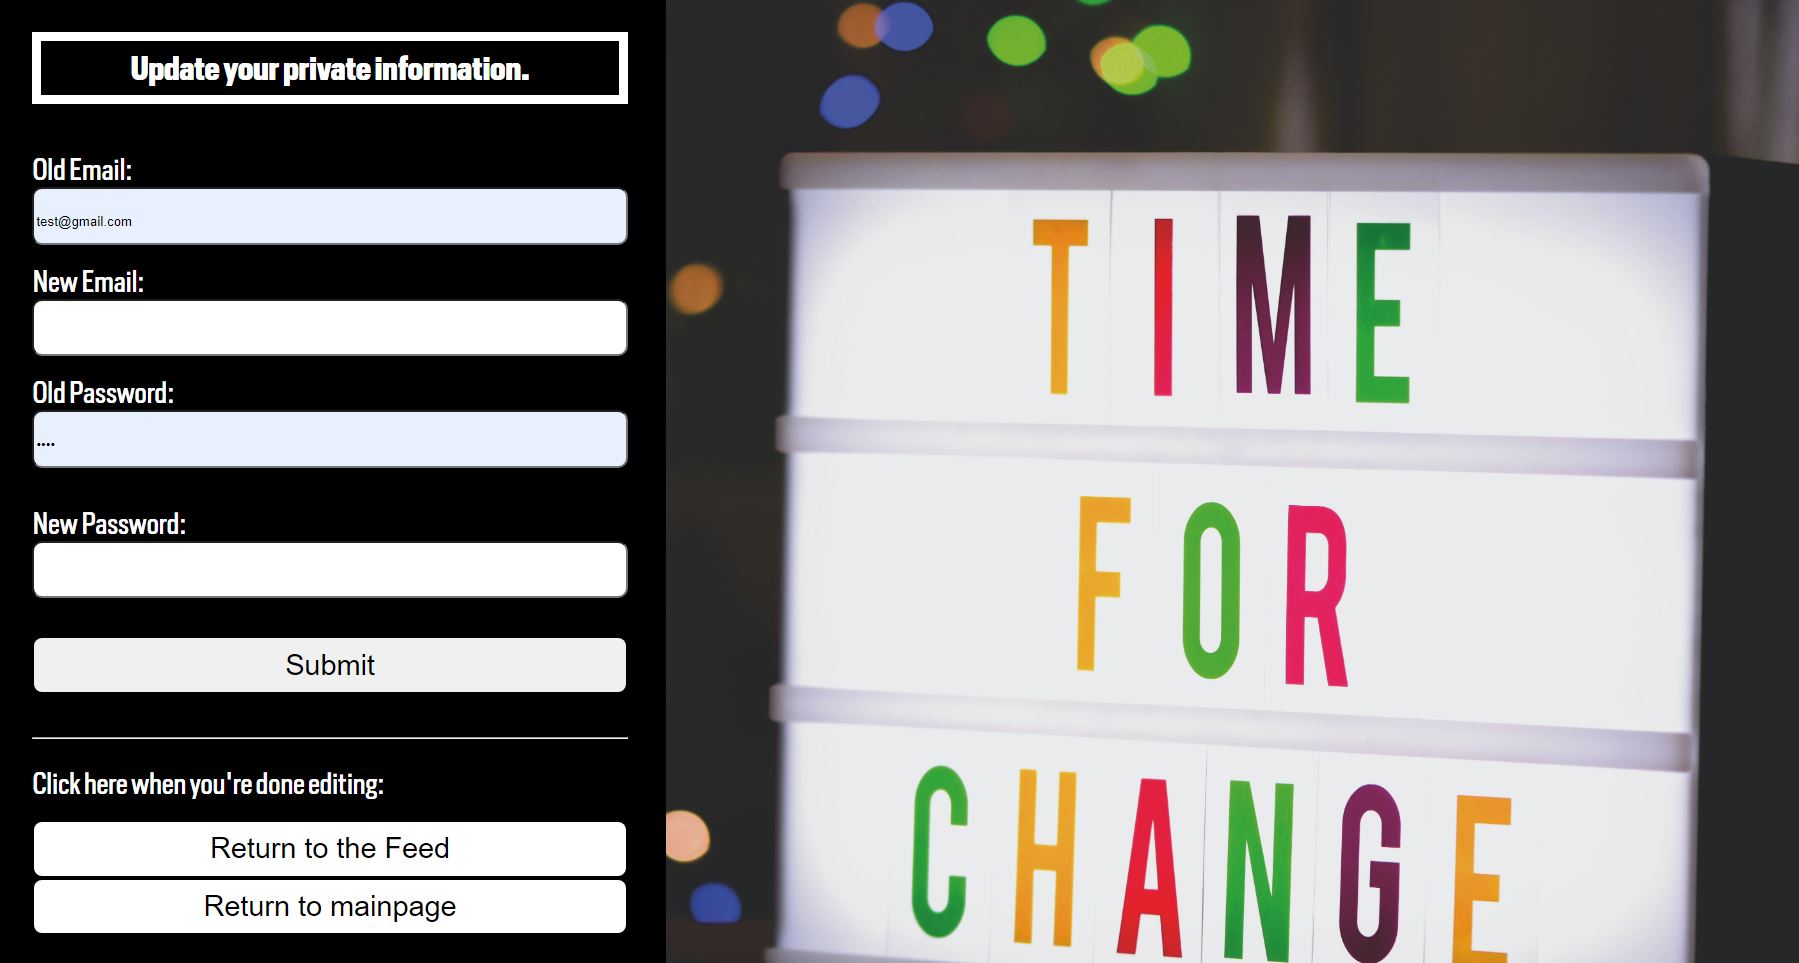 Update your private information.
Old Email:
test@gmail.com
New Email:
Old Password:
....
New Password:
Submit
Click here when you're done editing:
Return to the Feed
Return to mainpage
TIME
FOR
CHANGE